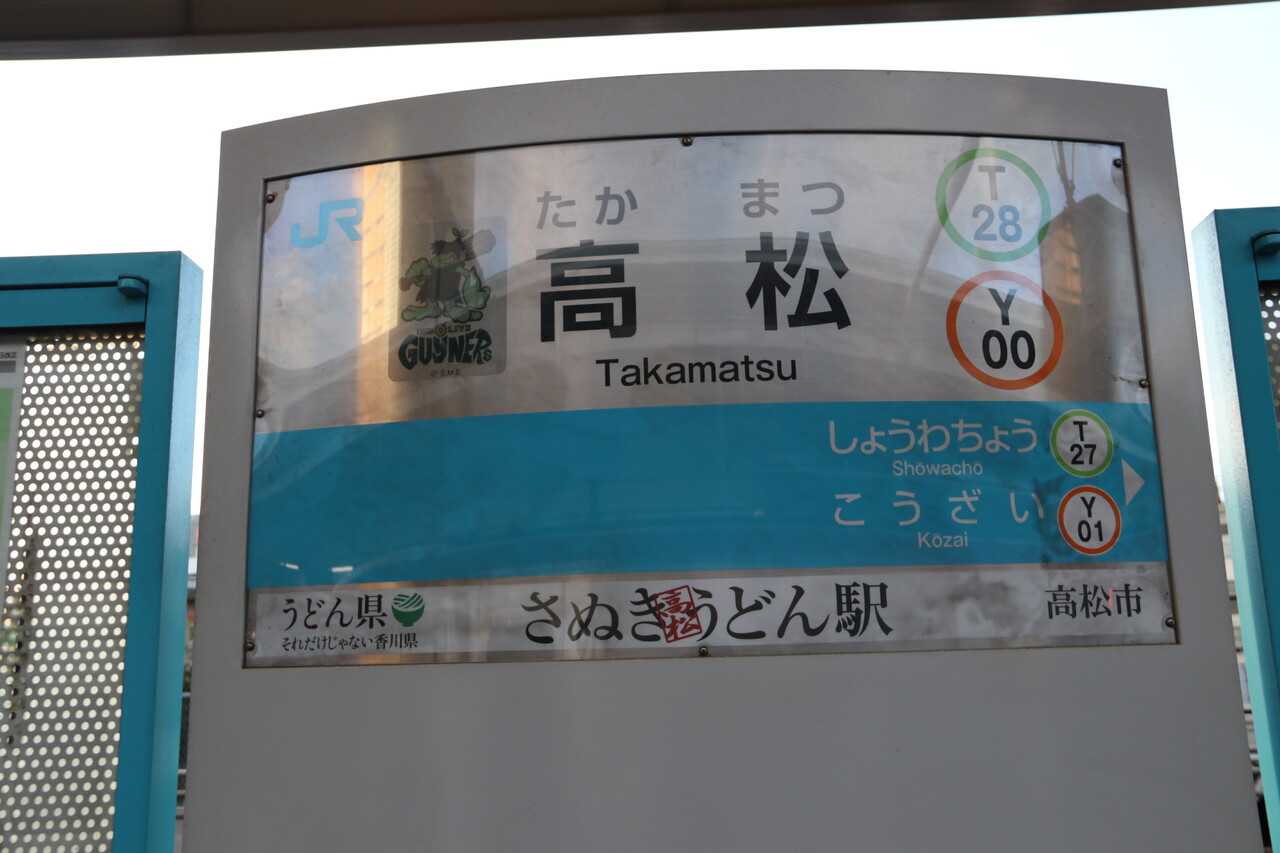 JR
たか まつ
高松
Takamatsu
T
28
Y
00
OLIVE
GUYNERS
© S.M.P.
しょうわちょう
Shōwachō
T
27
こうざい
Kōzai
Y
01
うどん県
それだけじゃない香川県
さぬき高松うどん駅
高松市